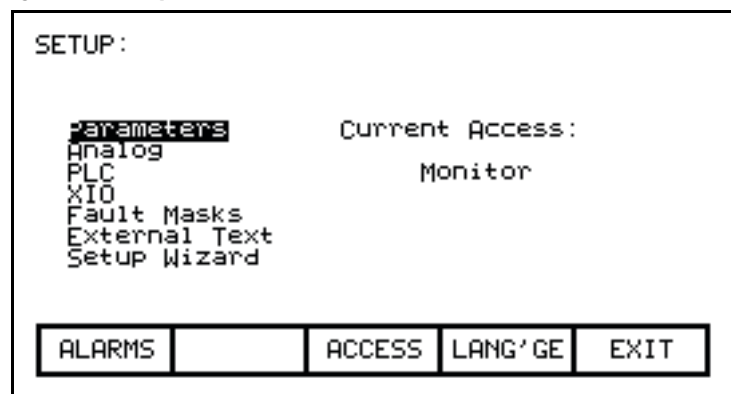 SETUP:
Parameters Current Access:
Analog
PLC Monitor
XIO
Fault Masks
External Text
Setup Wizard
ALARMS ACCESS LANG'GE EXIT